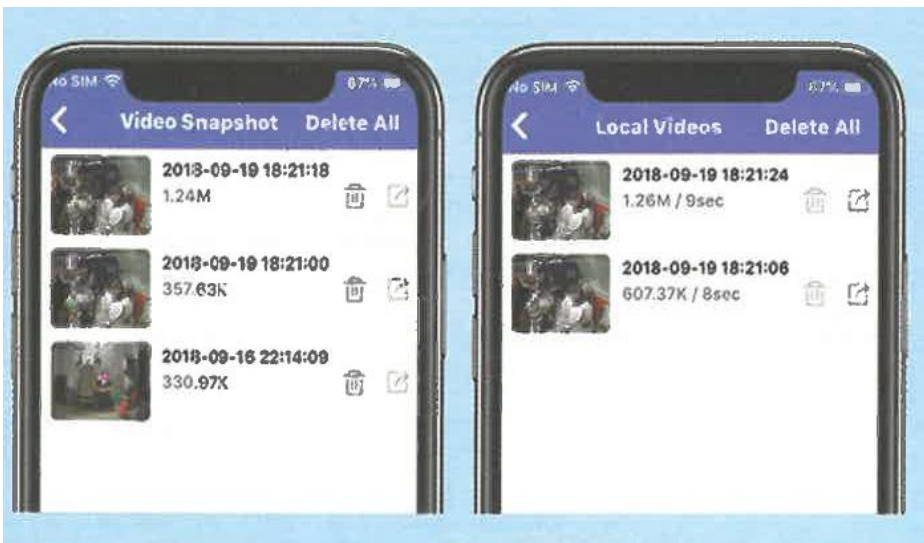 No SIM 67%
Video Snapshot Delete All
2018-09-19 18:21:18
1.24M
2018-09-19 18:21:00
357.63K
2018-09-16 22:14:09
330.97K
No SIM 67%
Local Videos Delete All
2018-09-19 18:21:24
1.26M / 9sec
2018-09-19 18:21:06
607.37K / 8sec